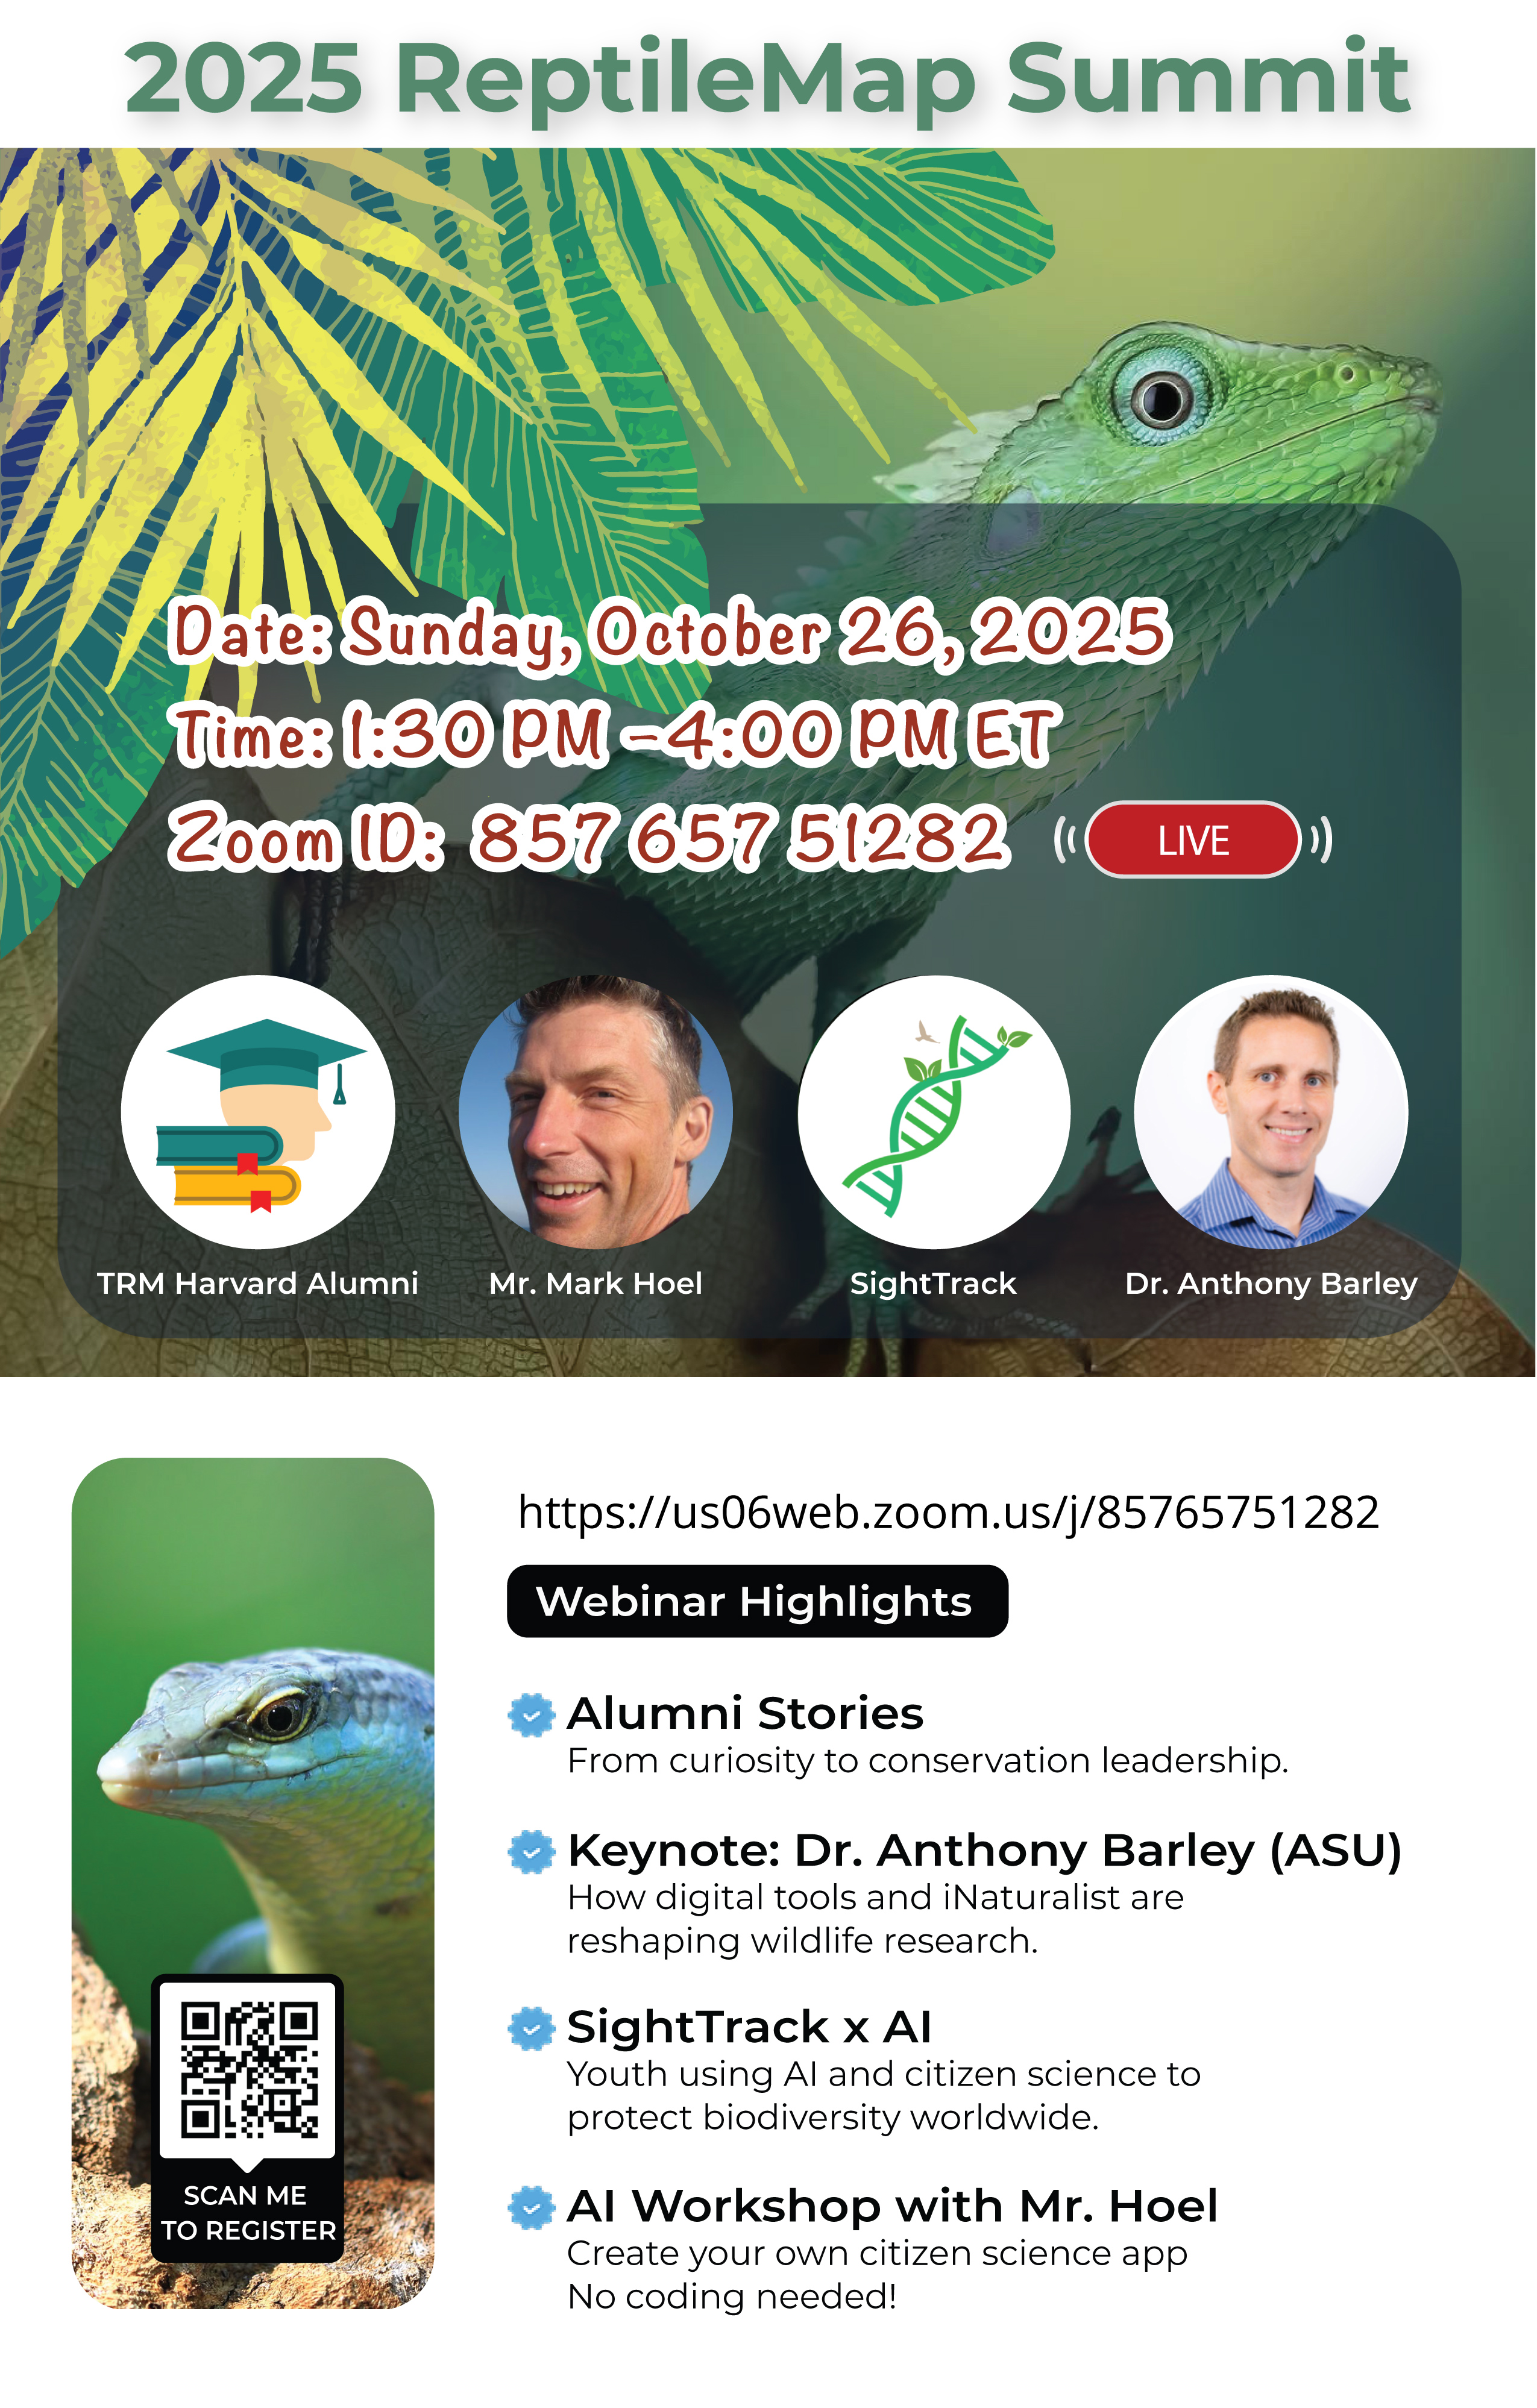 2025 ReptileMap Summit
Date: Sunday, October 26, 2025
Time: 1:30 PM -4:00 PM ET
Zoom ID: 857 657 51282
LIVE
TRM Harvard Alumni
Mr. Mark Hoel
SightTrack
Dr. Anthony Barley
https://us06web.zoom.us/j/85765751282
Webinar Highlights
Alumni Stories
From curiosity to conservation leadership.
Keynote: Dr. Anthony Barley (ASU)
How digital tools and iNaturalist are
reshaping wildlife research.
SightTrack x AI
Youth using AI and citizen science to
protect biodiversity worldwide.
AI Workshop with Mr. Hoel
Create your own citizen science app
No coding needed!
SCAN ME
TO REGISTER